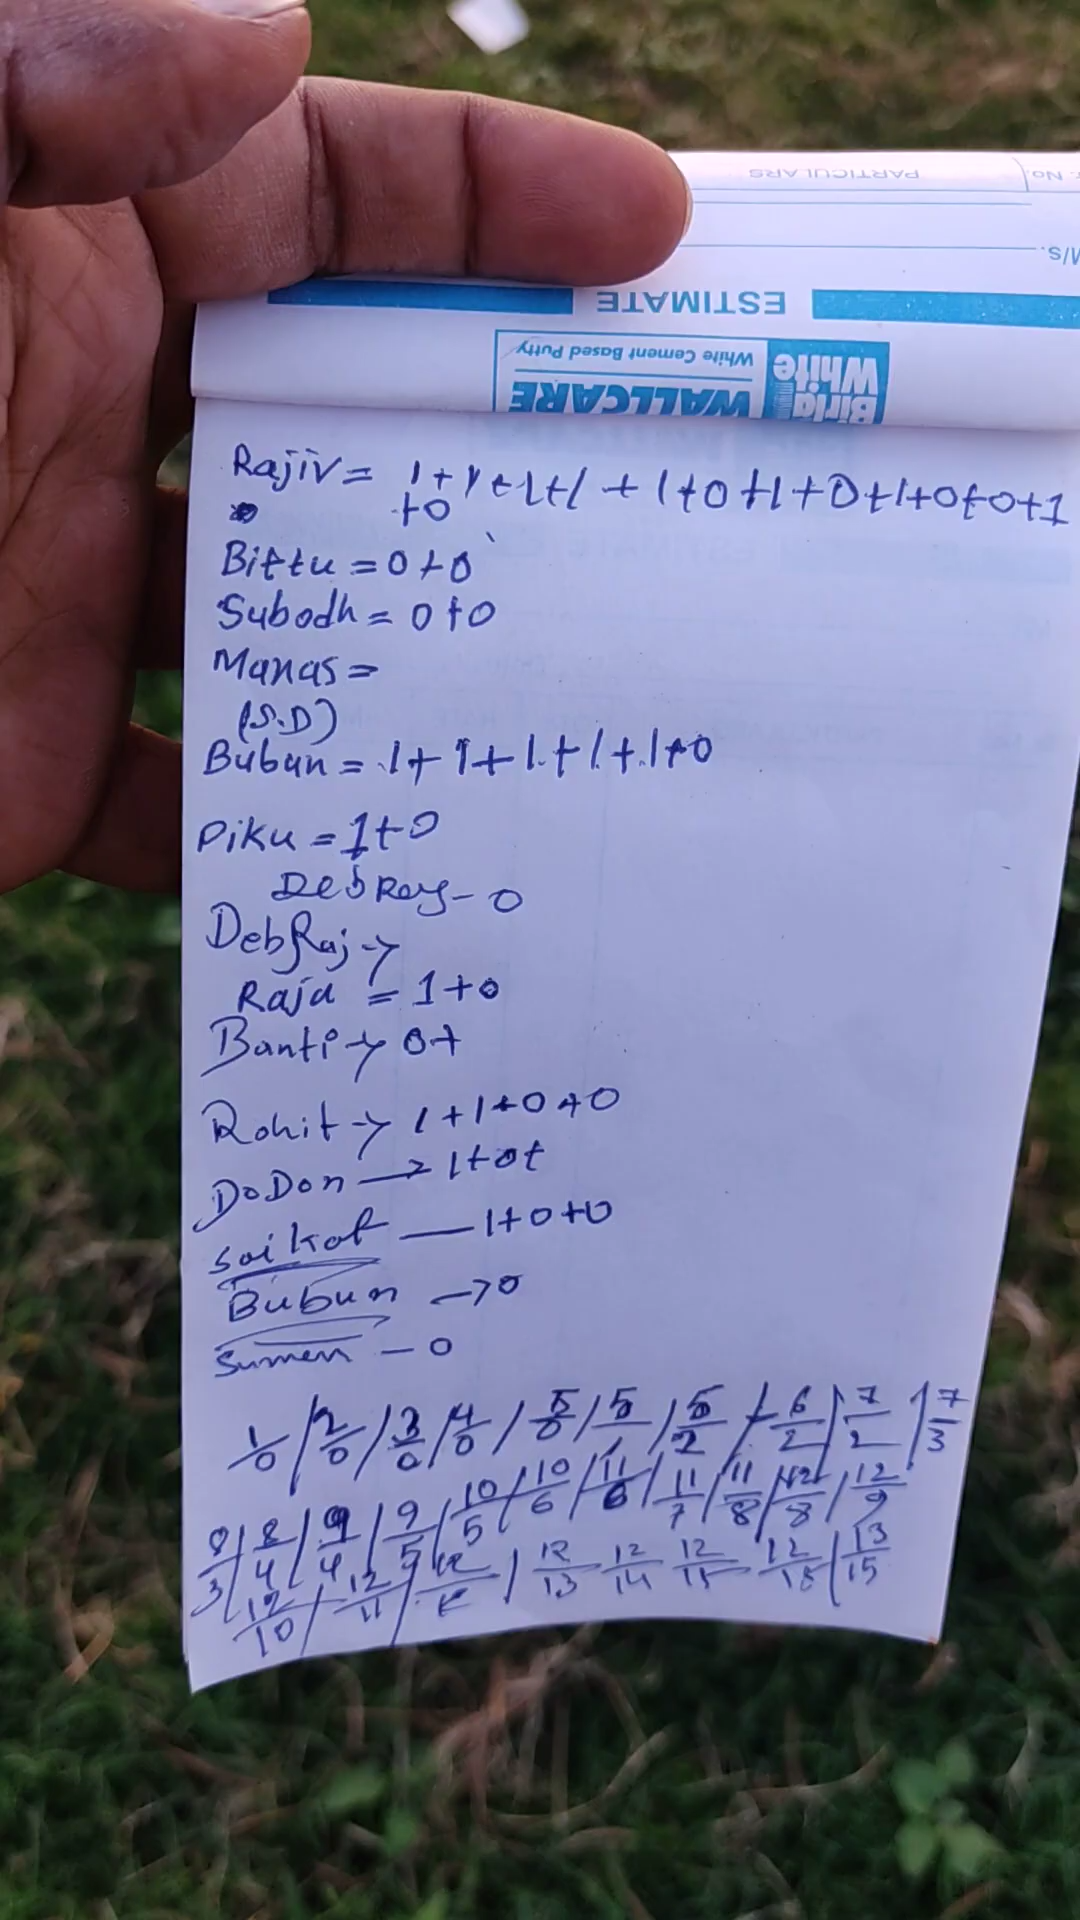 Sr. No. PARTICULARS
M/s.
ESTIMATE
Birla White WALLCARE
White Cement Based Putty
Rajiv = 1+1+1+1+1+0+1+0+1+0+0+1
+0
Bittu = 0+0
Subodh = 0+0
Manas =
(S.D)
Bubun = 1+1+1+1+1+0
Piku = 1+0
Deb Roy - 0
Debraj →
Raja = 1+0
Banti → 0+
Rohit → 1+1+0+0
DoDon → 1+0+
Soikot — 1+0+0
Bubun → 0
Sumen - 0
1/0 / 2/0 / 3/0 / 4/0 / 5/0 / 5/1 / 5/2 / 6/2 / 7/2 / 7/3
8/3 / 8/4 / 9/4 / 9/5 / 10/5 / 10/6 / 11/6 / 11/7 / 11/8 / 12/8 / 12/9
12/10 / 12/11 / 12 / 12/13 12/14 12/15 12/15 / 13/15